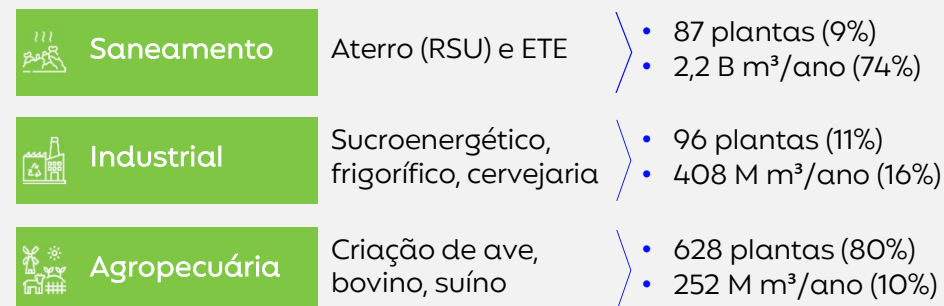 Saneamento
Aterro (RSU) e ETE
• 87 plantas (9%)
• 2,2 B m³/ano (74%)
Industrial
Sucroenergético,
frigorífico, cervejaria
• 96 plantas (11%)
• 408 M m³/ano (16%)
Agropecuária
Criação de ave,
bovino, suíno
• 628 plantas (80%)
• 252 M m³/ano (10%)